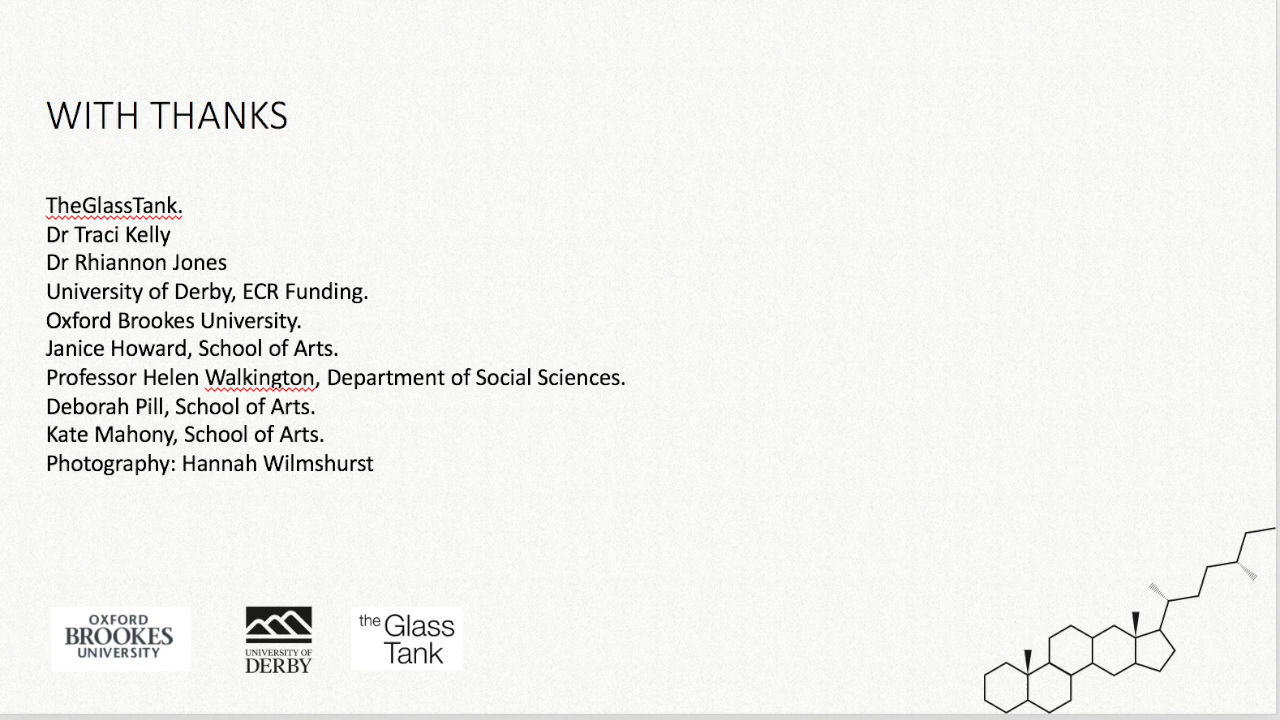 WITH THANKS
TheGlassTank.
Dr Traci Kelly
Dr Rhiannon Jones
University of Derby, ECR Funding.
Oxford Brookes University.
Janice Howard, School of Arts.
Professor Helen Walkington, Department of Social Sciences.
Deborah Pill, School of Arts.
Kate Mahony, School of Arts.
Photography: Hannah Wilmshurst
OXFORD
BROOKES
UNIVERSITY
UNIVERSITY OF
DERBY
the Glass
Tank